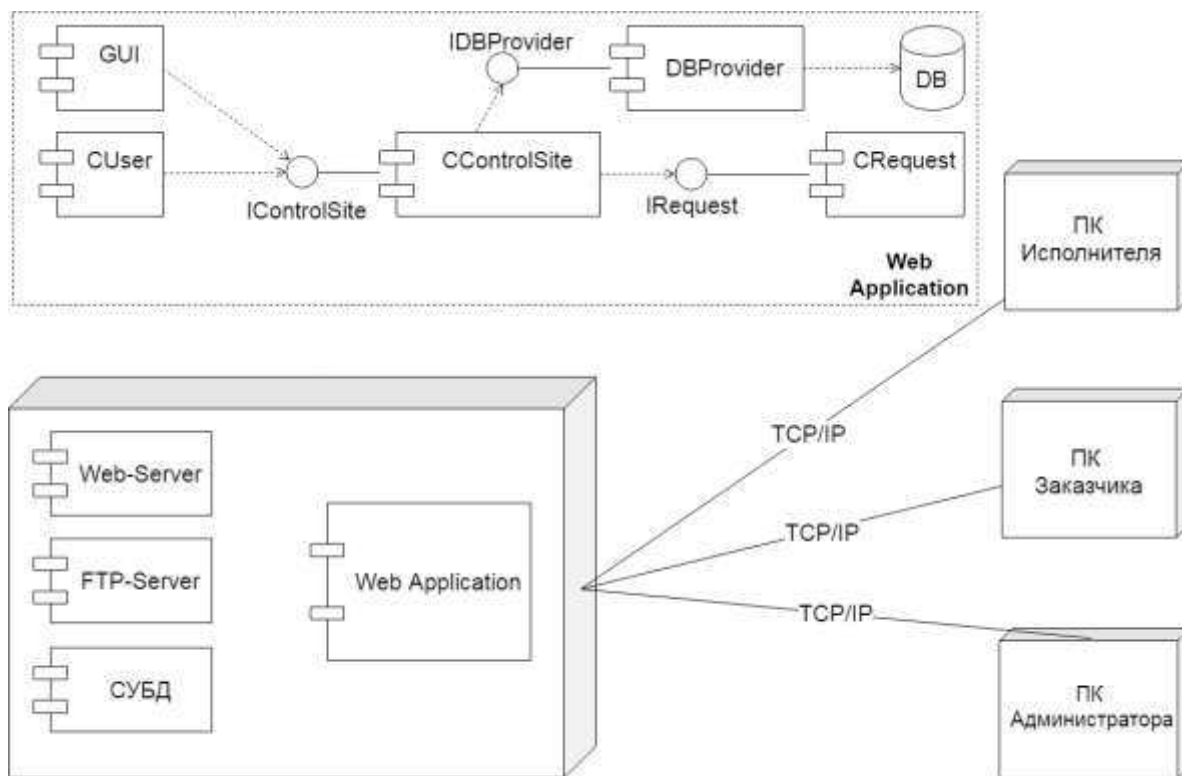 GUI
IDBProvider
DBProvider
DB
CUser
CControlSite
CRequest
IControlSite
IRequest
Web
Application
ПК
Исполнителя
TCP/IP
ПК
Заказчика
Web-Server
TCP/IP
FTP-Server
Web Application
TCP/IP
СУБД
ПК
Администратора